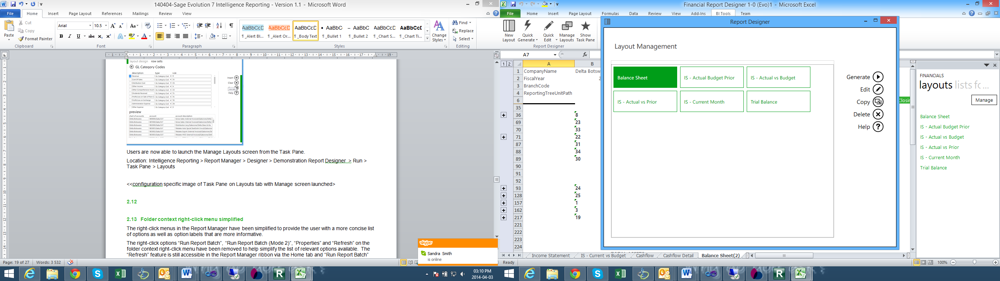 140404-Sage Evolution 7 Intelligence Reporting - Version 1.1 - Microsoft Word
File Home Insert Page Layout References Mailings Review View
Paste
Cut
Copy
Format Painter
Clipboard
Arial 10.5
Font
Paragraph
AaBbCcD AaBbCcD AaBbCcD AaBbC AaBbC AaBbCcD AaBbCcD
_Alert Bl... _Alert Or... _Body Text _Bullet 1 _Bullet 2 _Chart S... _Chart Ti...
Change Styles
Styles
Find
Replace
Select
Editing
layout design row sets
GL Category Codes
description type rule
Revenue GL Category Cod
Cost Of Sales GL Category Cod 10
Distribution Cost GL Category Cod
Other Income GL Category Cod
Other Comprehensive Incom GL Category Cod 32
Dividends Received GL Category Cod
Profit/Loss on Sale of Non-C GL Category Cod
Profit/Loss on Exchange GL Category Cod
Administration Expense GL Category Cod
Other Expense GL Category Cod
Insert
Clear
row sets
Help
preview
chart of accounts account account description
Users are now able to launch the Manage Layouts screen from the Task Pane.
Location: Intelligence Reporting > Report Manager > Designer > Demonstration Report Designer > Run >
Task Pane > Layouts
<<configuration specific image of Task Pane on Layouts tab with Manage screen launched>
2.12
2.13 Folder context right-click menu simplified
The right-click menus in the Report Manager have been simplified to provide the user with a more concise list
of options as well as option labels that are more informative.
The right-click options “Run Report Batch”, “Run Report Batch (Mode 2)”, “Properties” and “Refresh” on the
folder context right-click menu have been removed to help simplify the list of relevant options available. The
“Refresh” feature is still accessible in the Report Manager ribbon via the Home tab and “Run Report Batch”
Page: 19 of 27 Words: 3 532
skype
Sandra Smith
is online
03:10 PM
2014-04-03
Financial Report Designer 1-0 (Evo)1 - Microsoft Excel
File Home Insert Page Layout Formulas Data Review View Add-Ins BI Tools Team
New Layout
Quick Generate
Quick Edit
Manage Layouts
Show Task Pane
Report Designer
A7 fx
1 2
A B
1 CompanyName Delta Botsw
2 FiscalYear 2
3 BranchCode
4 ReportingTreeUnitPath
6
35
36 8
69 23
70 33
71 22
87 31
88 34
89 30
90
91
92
93 24
128 25
157 1
162 3
217 19
221
222
223
224
Report Designer
Layout Management
Balance Sheet
IS - Actual Budget Prior
IS - Actual vs Budget
IS - Actual vs Prior
IS - Current Month
Trial Balance
Generate
Edit
Copy
Delete
Help
Closin
FINANCIALS
layouts lists fc ...
Manage
Balance Sheet
IS - Actual Budget Prior
IS - Actual vs Budget
IS - Actual vs Prior
IS - Current Month
Trial Balance
Income Statement IS - Current vs Budget Cashflow Cashflow Detail Balance Sheet(2)
Ready
100%